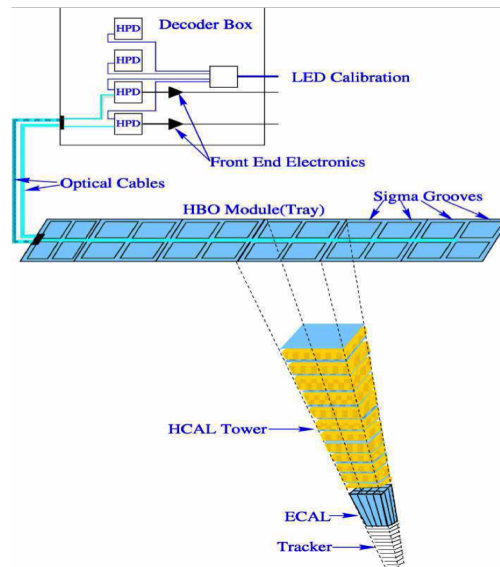 Decoder Box
HPD
HPD
HPD
HPD
LED Calibration
Front End Electronics
Optical Cables
HBO Module(Tray)
Sigma Grooves
HCAL Tower
ECAL
Tracker